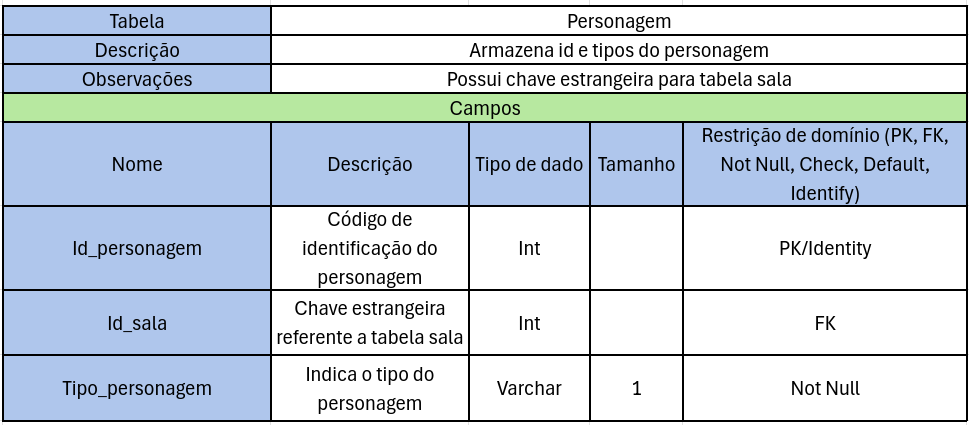 Tabela Personagem
Descrição Armazena id e tipos do personagem
Observações Possui chave estrangeira para tabela sala
Campos
Nome Descrição Tipo de dado Tamanho Restrição de domínio (PK, FK,
Not Null, Check, Default,
Identify)
Id_personagem Código de
identificação do
personagem Int PK/Identity
Id_sala Chave estrangeira
referente a tabela sala Int FK
Tipo_personagem Indica o tipo do
personagem Varchar 1 Not Null